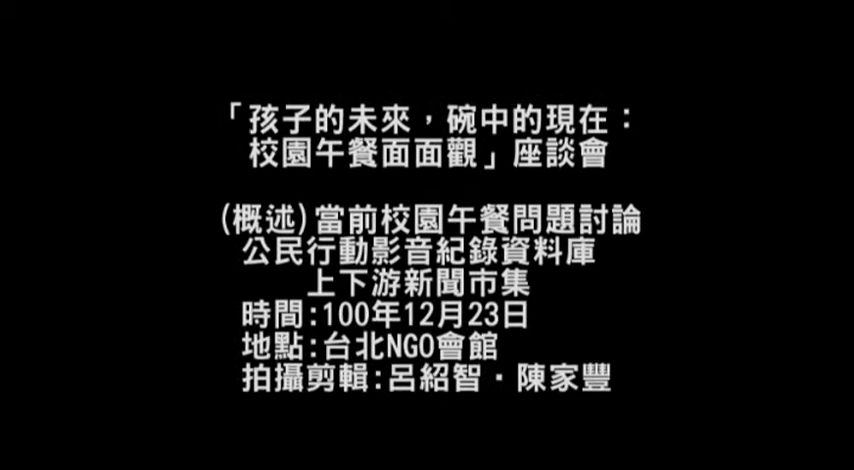 「孩子的未來，碗中的現在：
校園午餐面面觀」座談會
(概述)當前校園午餐問題討論
公民行動影音紀錄資料庫
上下游新聞市集
時間:100年12月23日
地點:台北NGO會館
拍攝剪輯:呂紹智・陳家豐